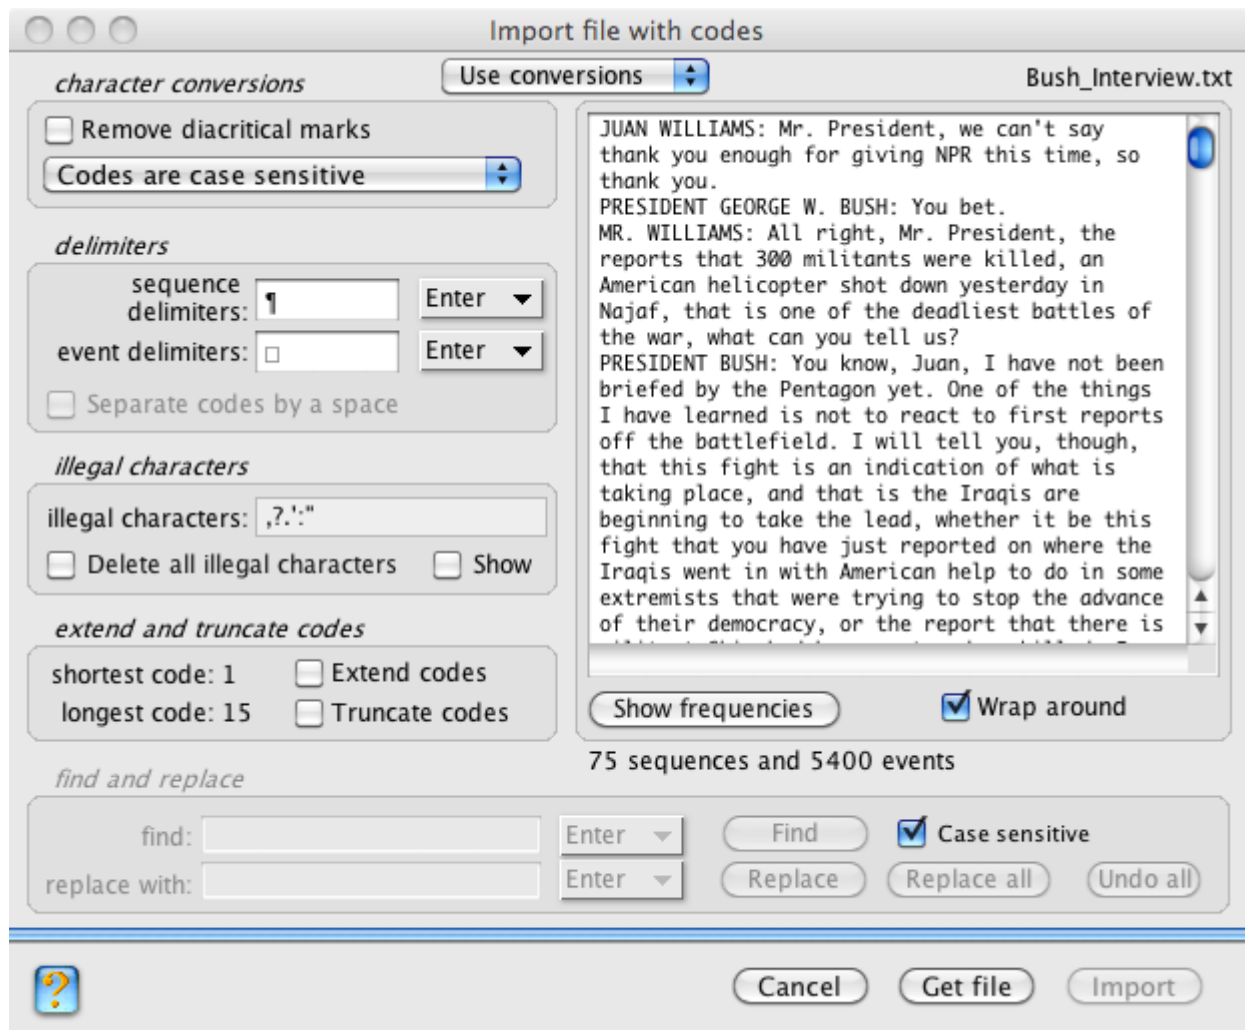 Import file with codes
character conversions
Use conversions
Bush_Interview.txt
Remove diacritical marks
Codes are case sensitive
delimiters
sequence
delimiters: ¶ Enter
event delimiters: □ Enter
Separate codes by a space
illegal characters
illegal characters: ,?.':"
Delete all illegal characters
Show
extend and truncate codes
shortest code: 1
Extend codes
longest code: 15
Truncate codes
JUAN WILLIAMS: Mr. President, we can't say
thank you enough for giving NPR this time, so
thank you.
PRESIDENT GEORGE W. BUSH: You bet.
MR. WILLIAMS: All right, Mr. President, the
reports that 300 militants were killed, an
American helicopter shot down yesterday in
Najaf, that is one of the deadliest battles of
the war, what can you tell us?
PRESIDENT BUSH: You know, Juan, I have not been
briefed by the Pentagon yet. One of the things
I have learned is not to react to first reports
off the battlefield. I will tell you, though,
that this fight is an indication of what is
taking place, and that is the Iraqis are
beginning to take the lead, whether it be this
fight that you have just reported on where the
Iraqis went in with American help to do in some
extremists that were trying to stop the advance
of their democracy, or the report that there is
Show frequencies
Wrap around
75 sequences and 5400 events
find and replace
find:
Enter
Find
Case sensitive
replace with:
Enter
Replace
Replace all
Undo all
?
Cancel
Get file
Import